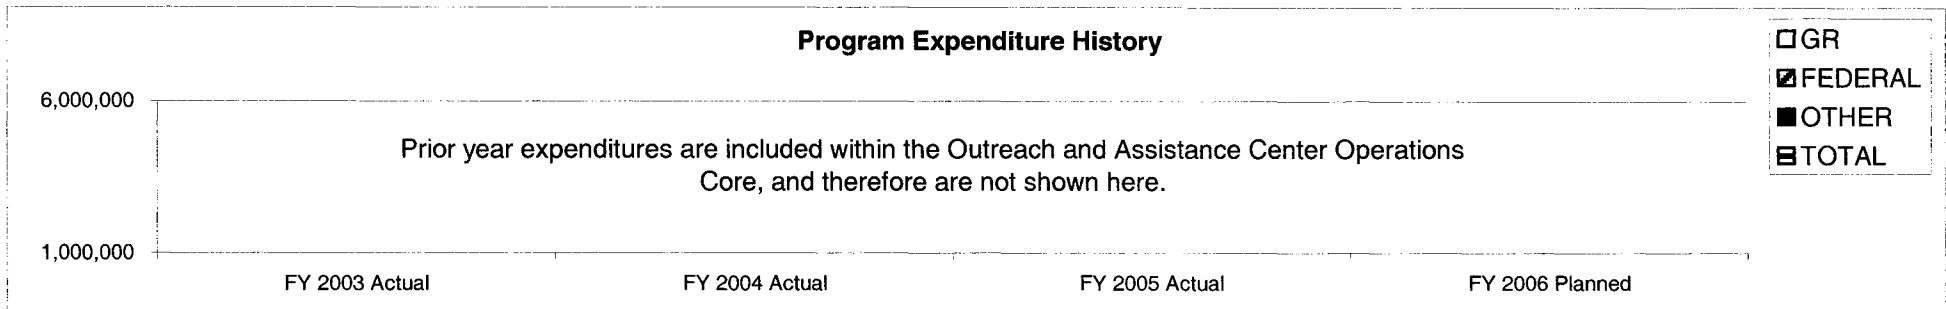 Program Expenditure History
GR
FEDERAL
OTHER
TOTAL
6,000,000
Prior year expenditures are included within the Outreach and Assistance Center Operations
Core, and therefore are not shown here.
1,000,000
FY 2003 Actual
FY 2004 Actual
FY 2005 Actual
FY 2006 Planned